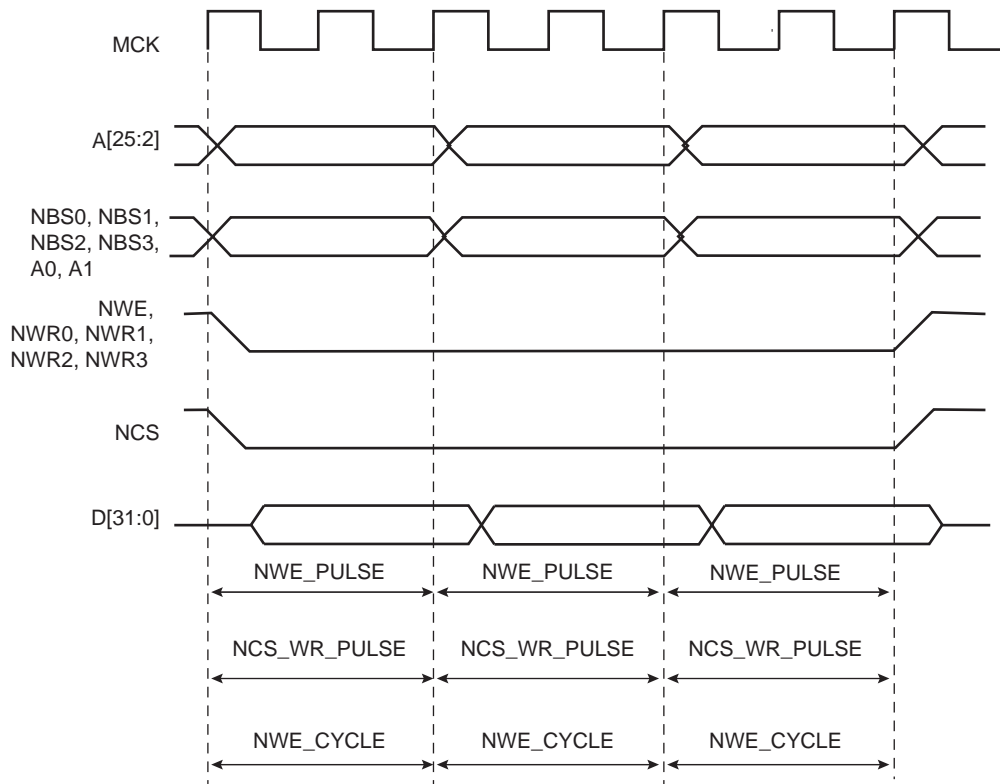 MCK
A[25:2]
NBS0, NBS1,
NBS2, NBS3,
A0, A1
NWE,
NWR0, NWR1,
NWR2, NWR3
NCS
D[31:0]
NWE_PULSE NWE_PULSE NWE_PULSE
NCS_WR_PULSE NCS_WR_PULSE NCS_WR_PULSE
NWE_CYCLE NWE_CYCLE NWE_CYCLE